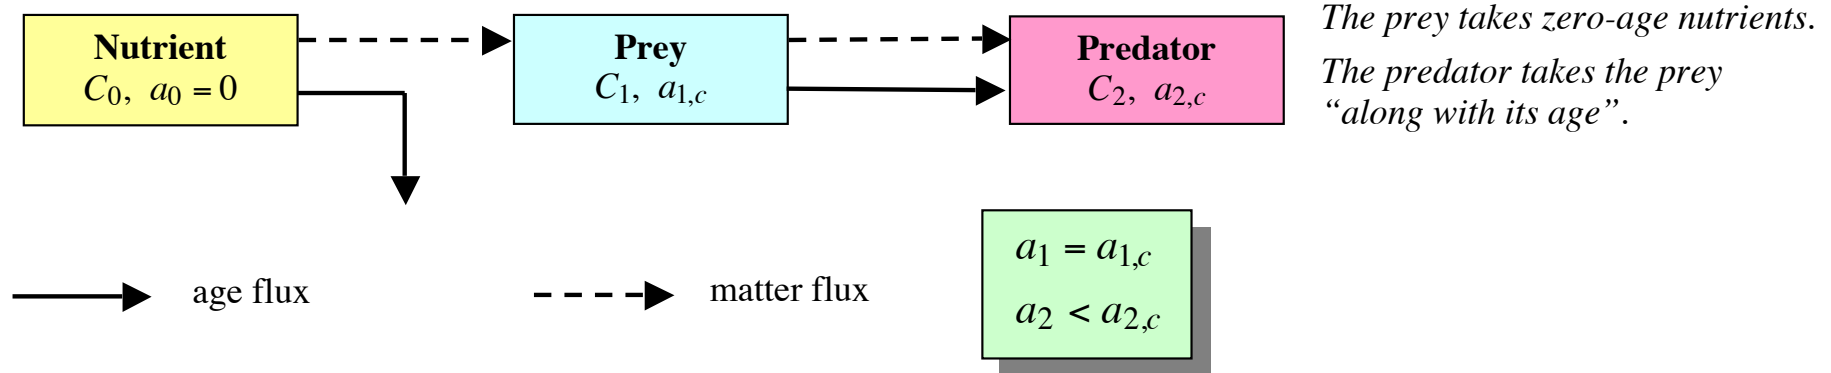 Nutrient
C0, a0 = 0
Prey
C1, a1,c
Predator
C2, a2,c
The prey takes zero-age nutrients.
The predator takes the prey
“along with its age”.
age flux
matter flux
a1 = a1,c
a2 < a2,c